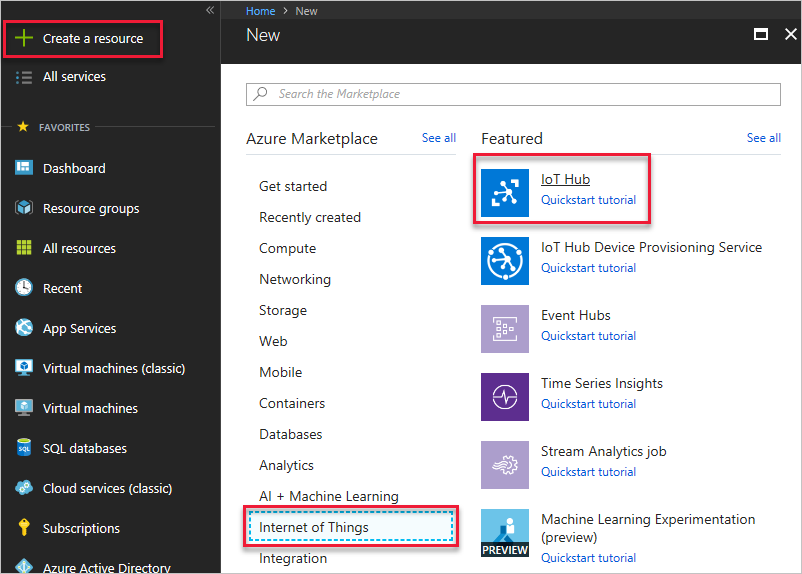 «
Create a resource
All services
FAVORITES
Dashboard
Resource groups
All resources
Recent
App Services
Virtual machines (classic)
Virtual machines
SQL
SQL databases
Cloud services (classic)
Subscriptions
Azure Active Directory
Home > New
New
Search the Marketplace
Azure Marketplace See all
Get started
Recently created
Compute
Networking
Storage
Web
Mobile
Containers
Databases
Analytics
AI + Machine Learning
Internet of Things
Integration
Featured See all
IoT Hub
Quickstart tutorial
IoT Hub Device Provisioning Service
Quickstart tutorial
Event Hubs
Quickstart tutorial
Time Series Insights
Quickstart tutorial
Stream Analytics job
Quickstart tutorial
PREVIEW
Machine Learning Experimentation
(preview)
Quickstart tutorial